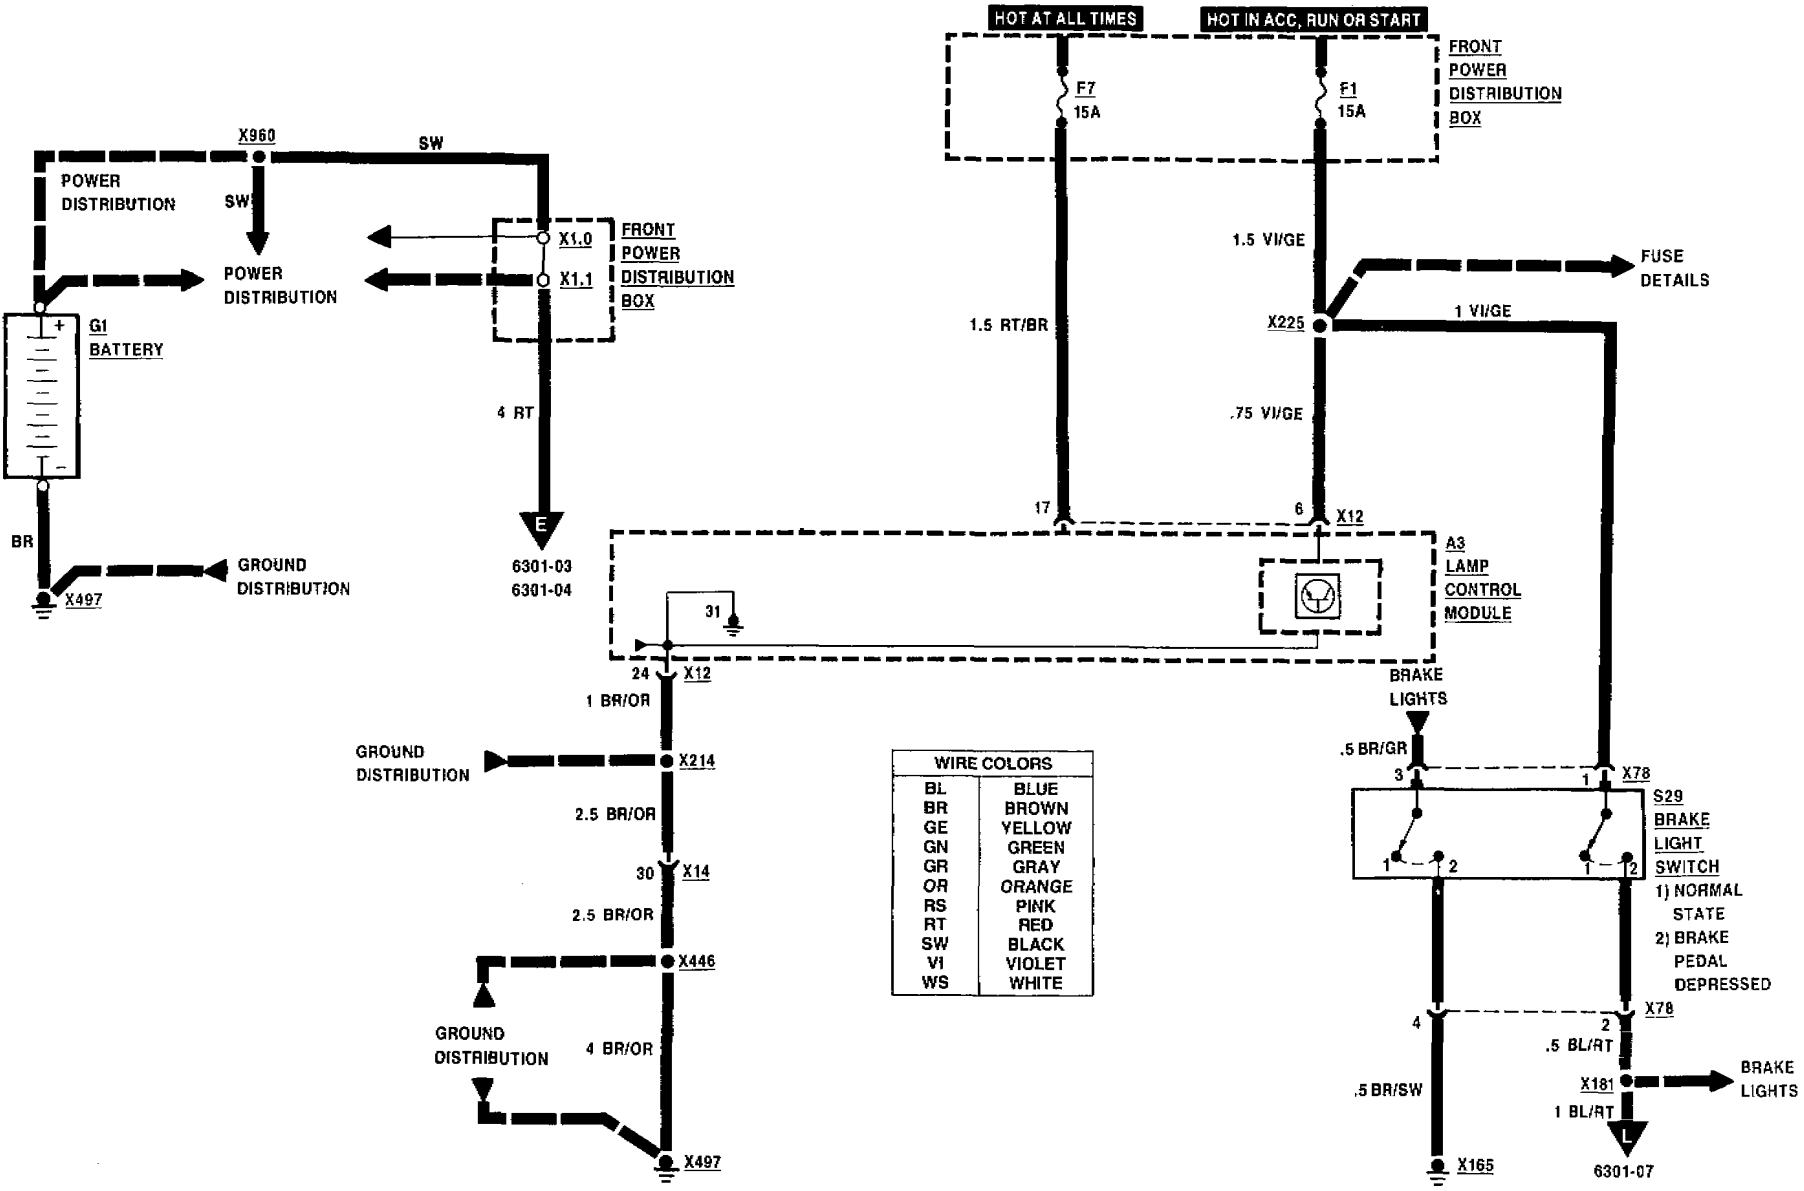 HOT AT ALL TIMES
HOT IN ACC, RUN OR START
FRONT
POWER
DISTRIBUTION
BOX
F7
15A
F1
15A
X960
SW
POWER
DISTRIBUTION
SW
POWER
DISTRIBUTION
X1.0
X1.1
FRONT
POWER
DISTRIBUTION
BOX
+
G1
BATTERY
-
4 RT
E
6301-03
6301-04
BR
GROUND
DISTRIBUTION
X497
1.5 RT/BR
1.5 VI/GE
FUSE
DETAILS
X225
1 VI/GE
.75 VI/GE
17
6
X12
A3
LAMP
CONTROL
MODULE
31
24
X12
1 BR/OR
GROUND
DISTRIBUTION
X214
2.5 BR/OR
30
X14
2.5 BR/OR
X446
GROUND
DISTRIBUTION
4 BR/OR
X497
WIRE COLORS
BL BLUE
BR BROWN
GE YELLOW
GN GREEN
GR GRAY
OR ORANGE
RS PINK
RT RED
SW BLACK
VI VIOLET
WS WHITE
BRAKE
LIGHTS
.5 BR/GR
3
1
X78
S29
BRAKE
LIGHT
SWITCH
1) NORMAL
STATE
2) BRAKE
PEDAL
DEPRESSED
1
2
1
2
4
2
X78
.5 BL/RT
X181
BRAKE
LIGHTS
.5 BR/SW
1 BL/RT
L
6301-07
X165